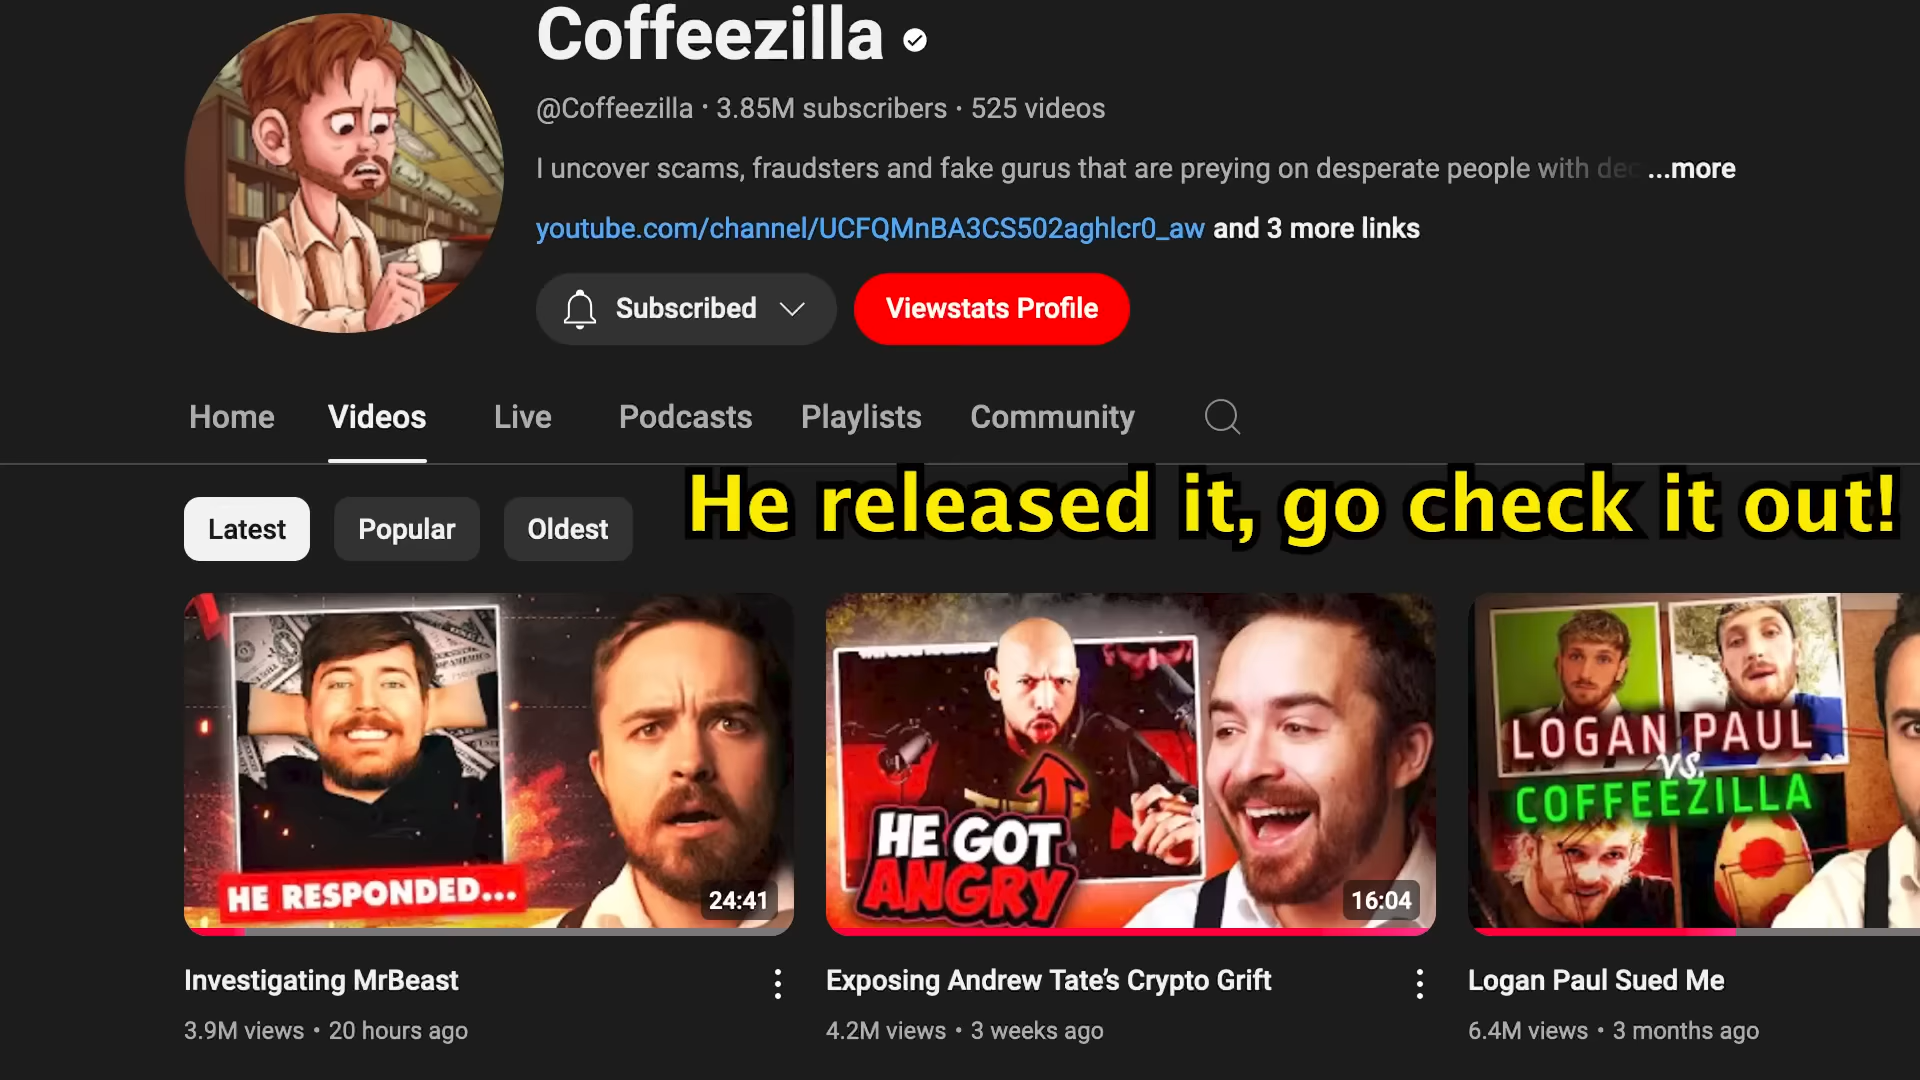 Coffeezilla
@Coffeezilla · 3.85M subscribers · 525 videos
I uncover scams, fraudsters and fake gurus that are preying on desperate people with dec ...more
youtube.com/channel/UCFQMnBA3CS502aghlcr0_aw and 3 more links
Subscribed
Viewstats Profile
Home Videos Live Podcasts Playlists Community
He released it, go check it out!
Latest Popular Oldest
HE RESPONDED...
24:41
HE GOT
ANGRY
16:04
LOGAN PAUL
VS.
COFFEEZILLA
Investigating MrBeast
3.9M views • 20 hours ago
Exposing Andrew Tate’s Crypto Grift
4.2M views • 3 weeks ago
Logan Paul Sued Me
6.4M views • 3 months ago